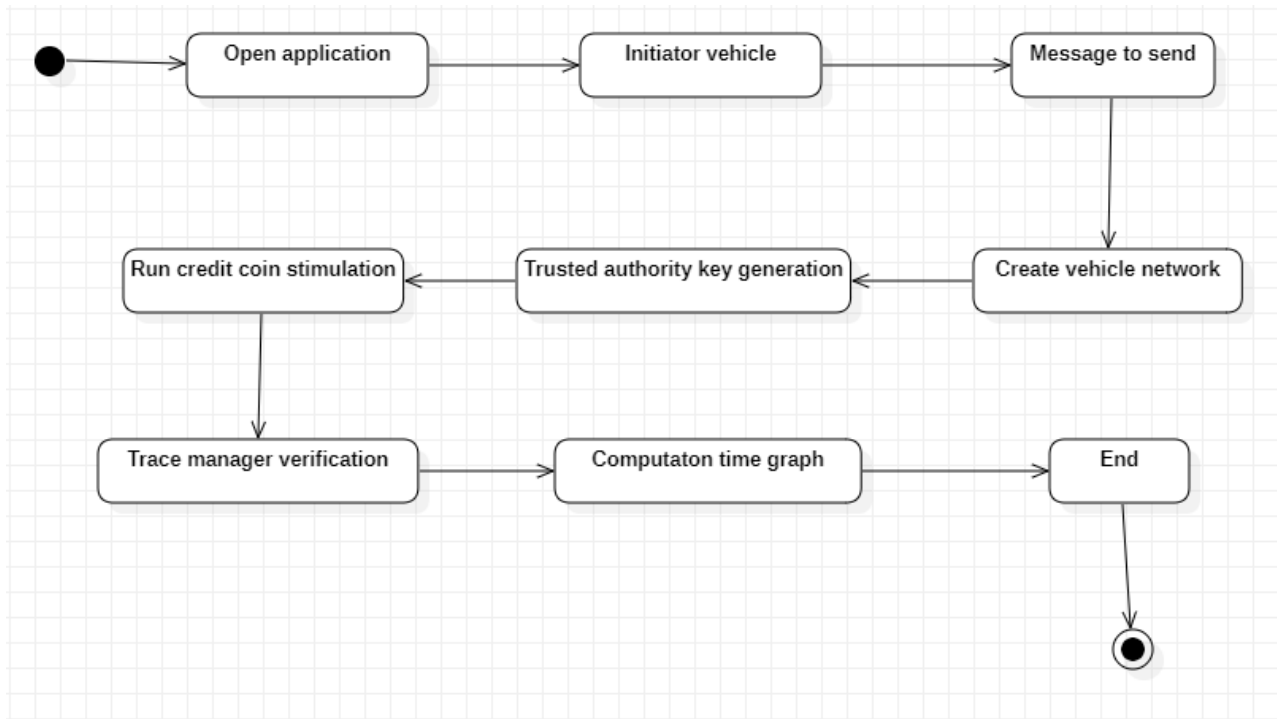 Open application
Initiator vehicle
Message to send
Create vehicle network
Trusted authority key generation
Run credit coin stimulation
Trace manager verification
Computaton time graph
End